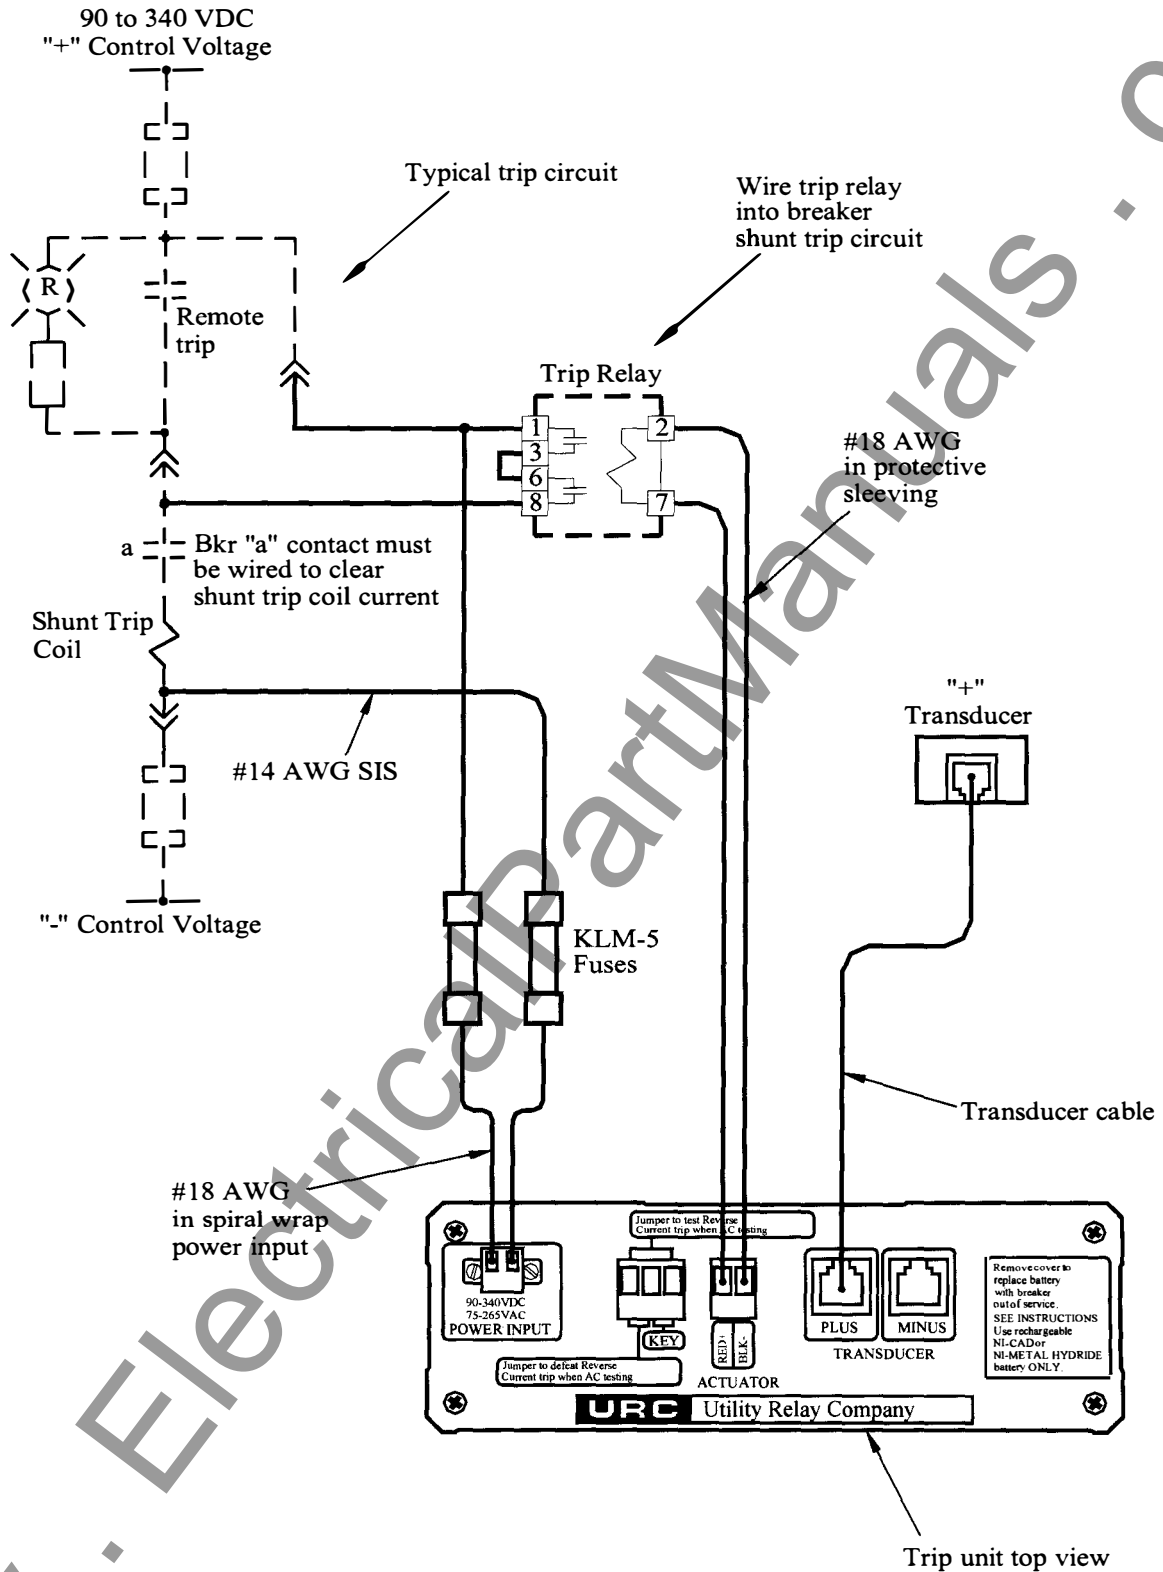 90 to 340 VDC
"+" Control Voltage
Typical trip circuit
Wire trip relay
into breaker
shunt trip circuit
R
Remote
trip
Trip Relay
1
2
3
6
8
7
#18 AWG
in protective
sleeving
a
Bkr "a" contact must
be wired to clear
shunt trip coil current
Shunt Trip
Coil
"+"
Transducer
#14 AWG SIS
"-" Control Voltage
KLM-5
Fuses
Transducer cable
#18 AWG
in spiral wrap
power input
Jumper to test Reverse
Current trip when AC testing
90-340VDC
75-265VAC
POWER INPUT
KEY
RED+
BLK-
ACTUATOR
PLUS
MINUS
TRANSDUCER
Remove cover to
replace battery
with breaker
out of service.
SEE INSTRUCTIONS
Use rechargeable
NI-CAD or
NI-METAL HYDRIDE
battery ONLY.
Jumper to defeat Reverse
Current trip when AC testing
URC Utility Relay Company
Trip unit top view
. ElectricalPartManuals . c